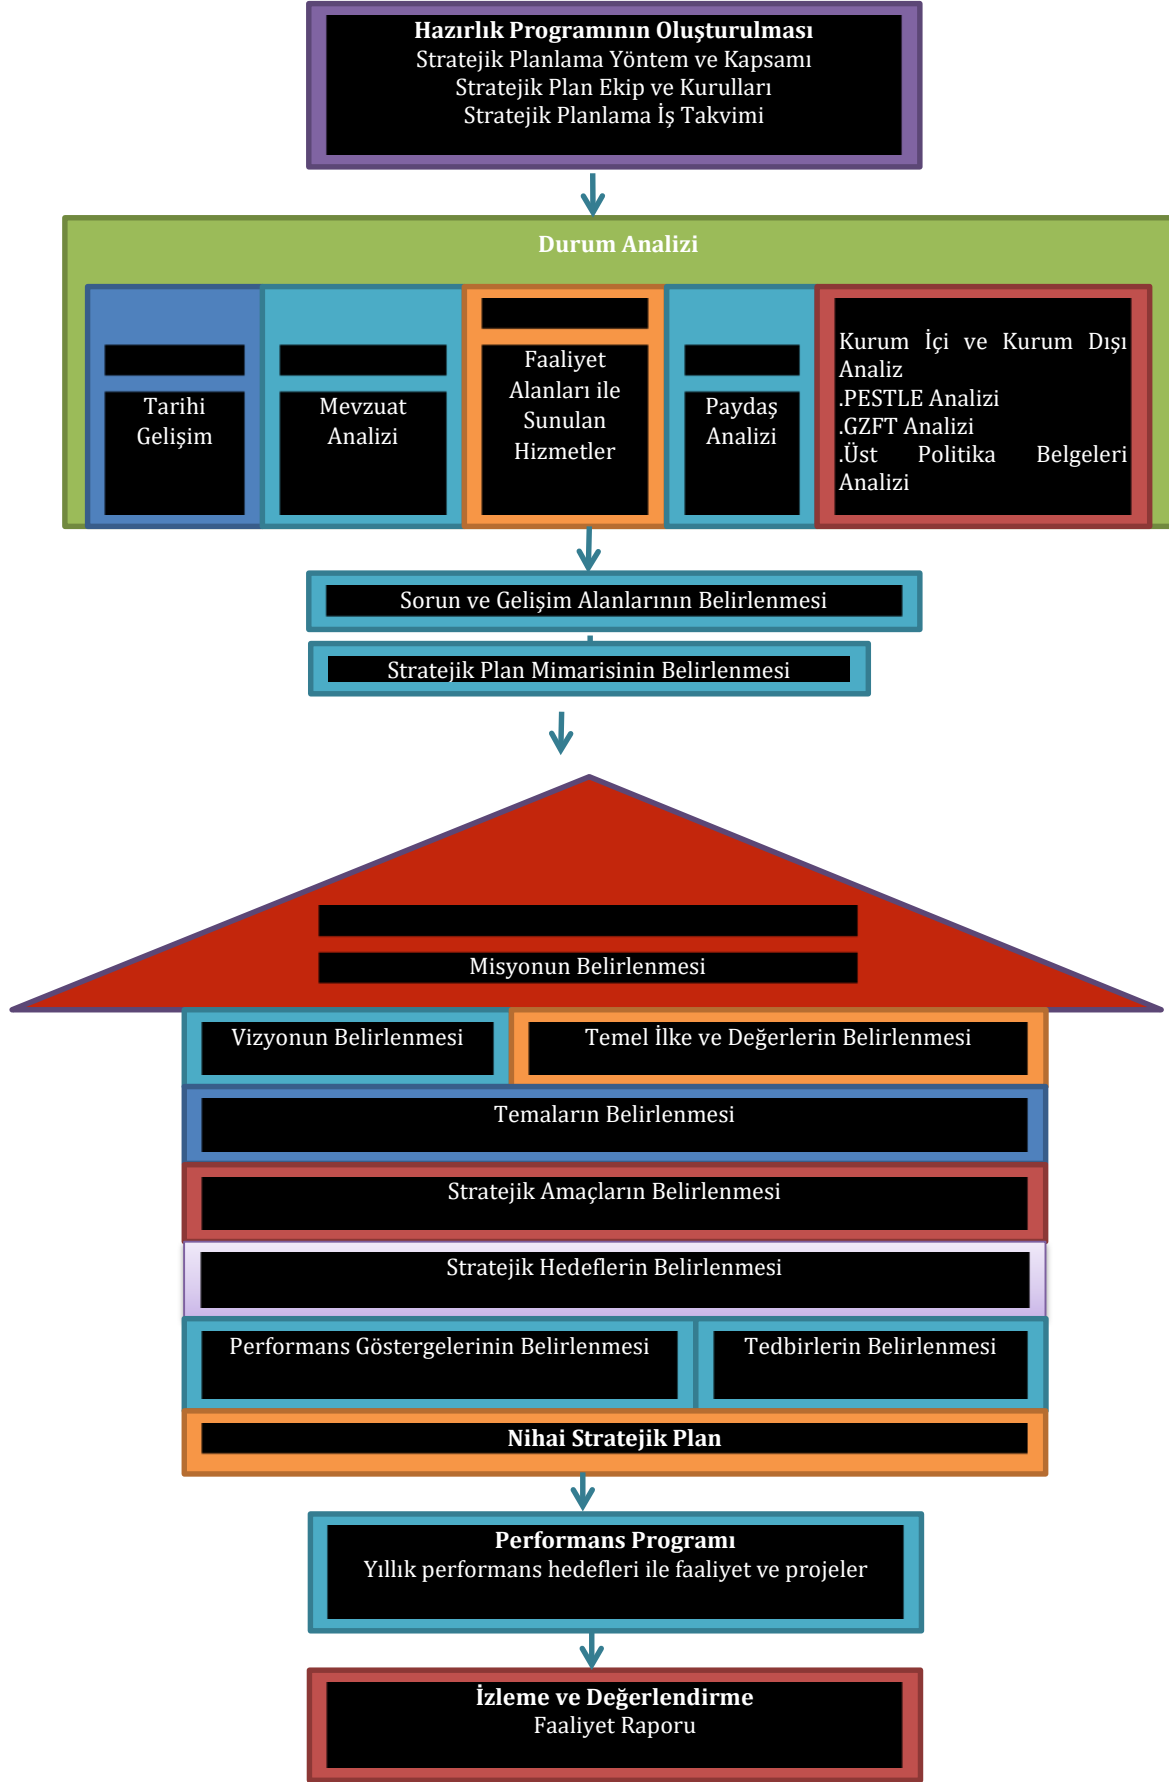 Hazırlık Programının Oluşturulması
Stratejik Planlama Yöntem ve Kapsamı
Stratejik Plan Ekip ve Kurulları
Stratejik Planlama İş Takvimi
Durum Analizi
Tarihi
Gelişim
Mevzuat
Analizi
Faaliyet
Alanları ile
Sunulan
Hizmetler
Paydaş
Analizi
Kurum İçi ve Kurum Dışı
Analiz
.PESTLE Analizi
.GZFT Analizi
.Üst Politika Belgeleri
Analizi
Sorun ve Gelişim Alanlarının Belirlenmesi
Stratejik Plan Mimarisinin Belirlenmesi
Misyonun Belirlenmesi
Vizyonun Belirlenmesi
Temel İlke ve Değerlerin Belirlenmesi
Temaların Belirlenmesi
Stratejik Amaçların Belirlenmesi
Stratejik Hedeflerin Belirlenmesi
Performans Göstergelerinin Belirlenmesi
Tedbirlerin Belirlenmesi
Nihai Stratejik Plan
Performans Programı
Yıllık performans hedefleri ile faaliyet ve projeler
İzleme ve Değerlendirme
Faaliyet Raporu